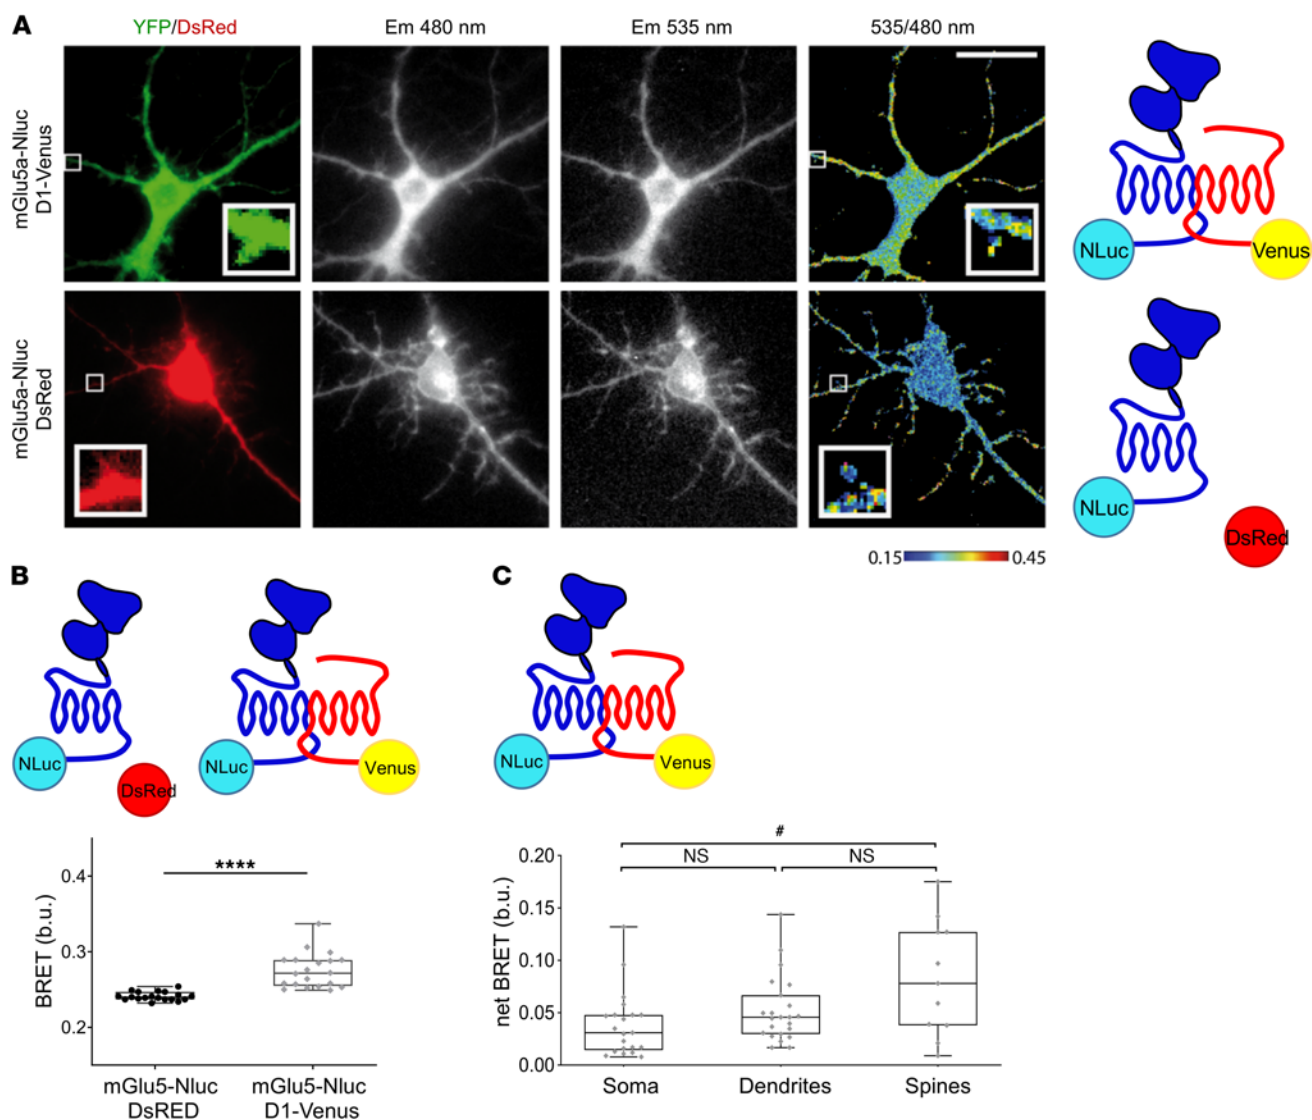 A
YFP/DsRed
Em 480 nm
Em 535 nm
535/480 nm
mGlu5a-Nluc
D1-Venus
NLuc
Venus
mGlu5a-Nluc
DsRed
NLuc
DsRed
0.15
0.45
B
NLuc
DsRed
NLuc
Venus
BRET (b.u.)
0.4
0.3
0.2
****
mGlu5-Nluc
DsRED
mGlu5-Nluc
D1-Venus
C
NLuc
Venus
net BRET (b.u.)
0.20
0.15
0.10
0.05
0.00
#
NS
NS
Soma
Dendrites
Spines